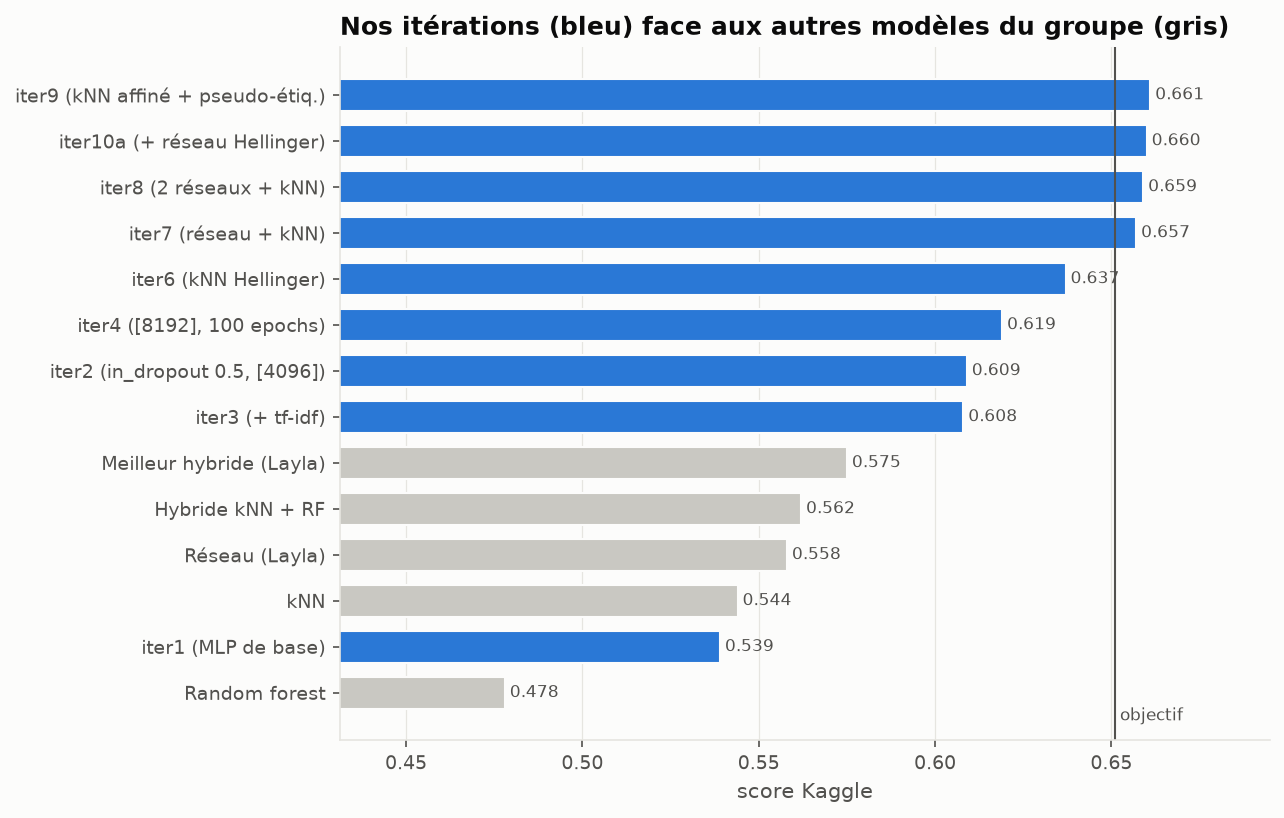 Nos itérations (bleu) face aux autres modèles du groupe (gris)
iter9 (kNN affiné + pseudo-étiq.) 0.661
iter10a (+ réseau Hellinger) 0.660
iter8 (2 réseaux + kNN) 0.659
iter7 (réseau + kNN) 0.657
iter6 (kNN Hellinger) 0.637
iter4 ([8192], 100 epochs) 0.619
iter2 (in_dropout 0.5, [4096]) 0.609
iter3 (+ tf-idf) 0.608
Meilleur hybride (Layla) 0.575
Hybride kNN + RF 0.562
Réseau (Layla) 0.558
kNN 0.544
iter1 (MLP de base) 0.539
Random forest 0.478
objectif
0.45 0.50 0.55 0.60 0.65
score Kaggle